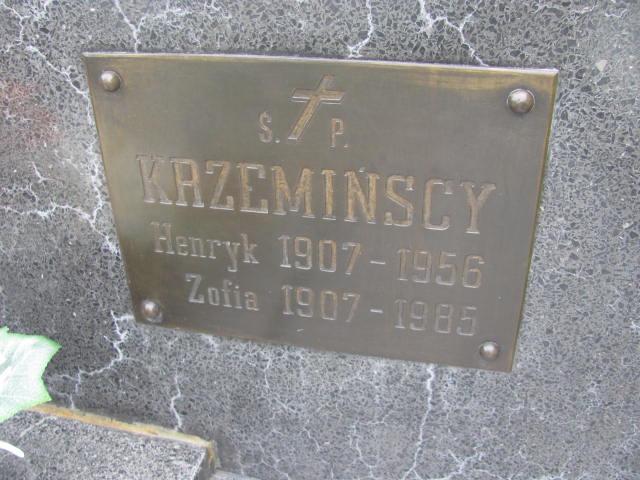 Ś. P.
KRZEMIŃSCY
Henryk 1907 - 1956
Zofia 1907 - 1985